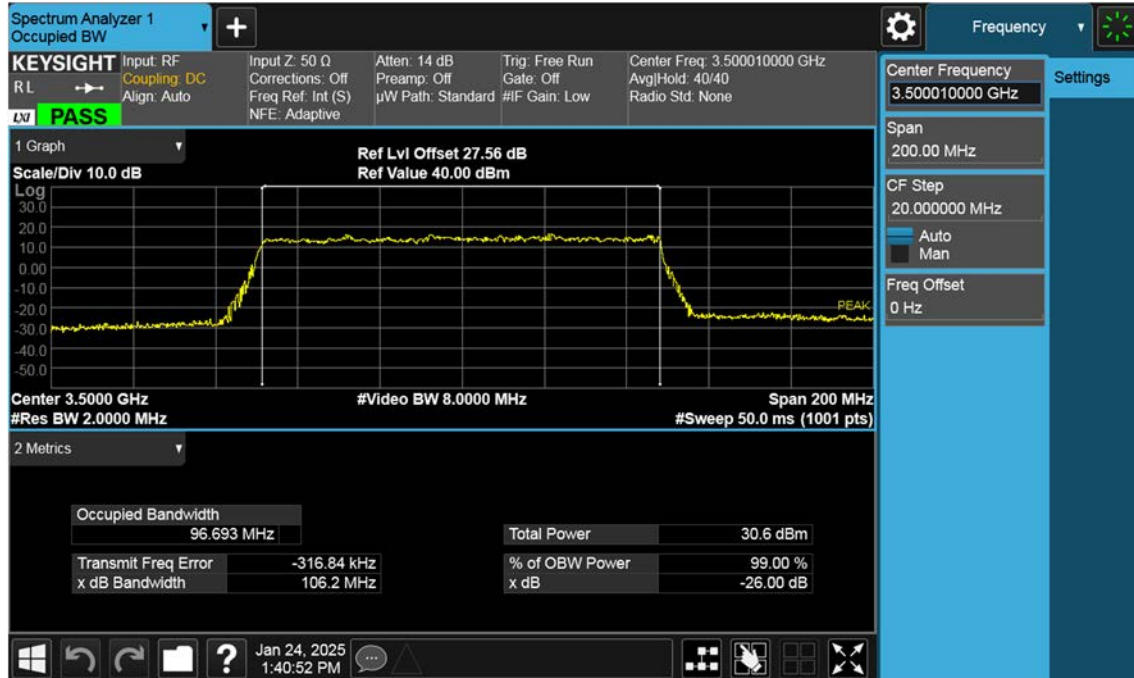 Spectrum Analyzer 1
Occupied BW
Frequency
KEYSIGHT
R L
LXI PASS
Input: RF
Coupling: DC
Align: Auto
Input Z: 50 Ω
Corrections: Off
Freq Ref: Int (S)
NFE: Adaptive
Atten: 14 dB
Preamp: Off
µW Path: Standard
Trig: Free Run
Gate: Off
#IF Gain: Low
Center Freq: 3.500010000 GHz
Avg|Hold: 40/40
Radio Std: None
1 Graph
Scale/Div 10.0 dB
Ref Lvl Offset 27.56 dB
Ref Value 40.00 dBm
Log
30.0
20.0
10.0
0.00
-10.0
-20.0
-30.0
-40.0
-50.0
PEAK
Center 3.5000 GHz
#Video BW 8.0000 MHz
Span 200 MHz
#Res BW 2.0000 MHz
#Sweep 50.0 ms (1001 pts)
2 Metrics
Occupied Bandwidth
96.693 MHz
Total Power 30.6 dBm
Transmit Freq Error -316.84 kHz
% of OBW Power 99.00 %
x dB Bandwidth 106.2 MHz
x dB -26.00 dB
Jan 24, 2025
1:40:52 PM
?
Center Frequency
3.500010000 GHz
Settings
Span
200.00 MHz
CF Step
20.000000 MHz
Auto
Man
Freq Offset
0 Hz